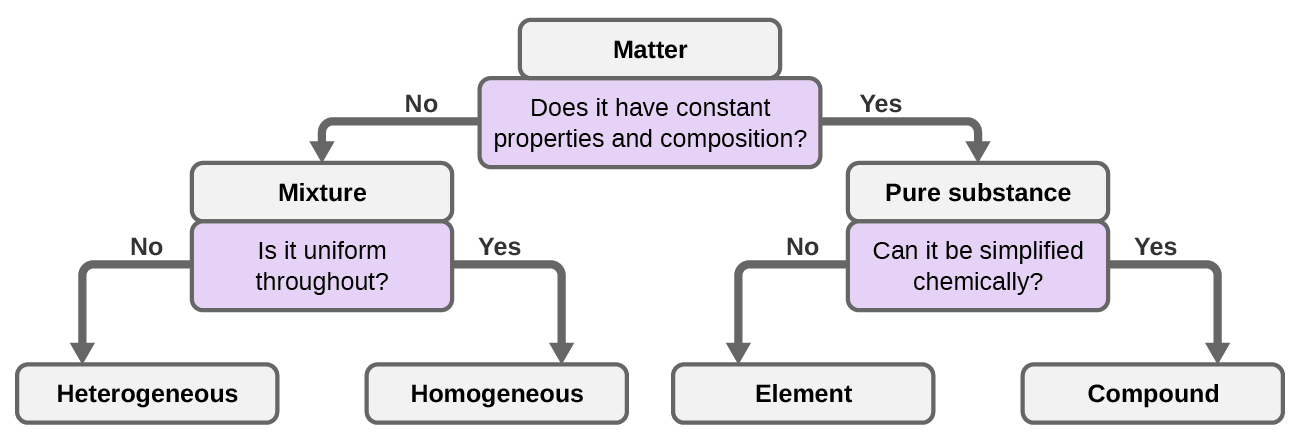 Matter
No
Does it have constant
properties and composition?
Yes
Mixture
Pure substance
No
Is it uniform
throughout?
Yes
No
Can it be simplified
chemically?
Yes
Heterogeneous
Homogeneous
Element
Compound